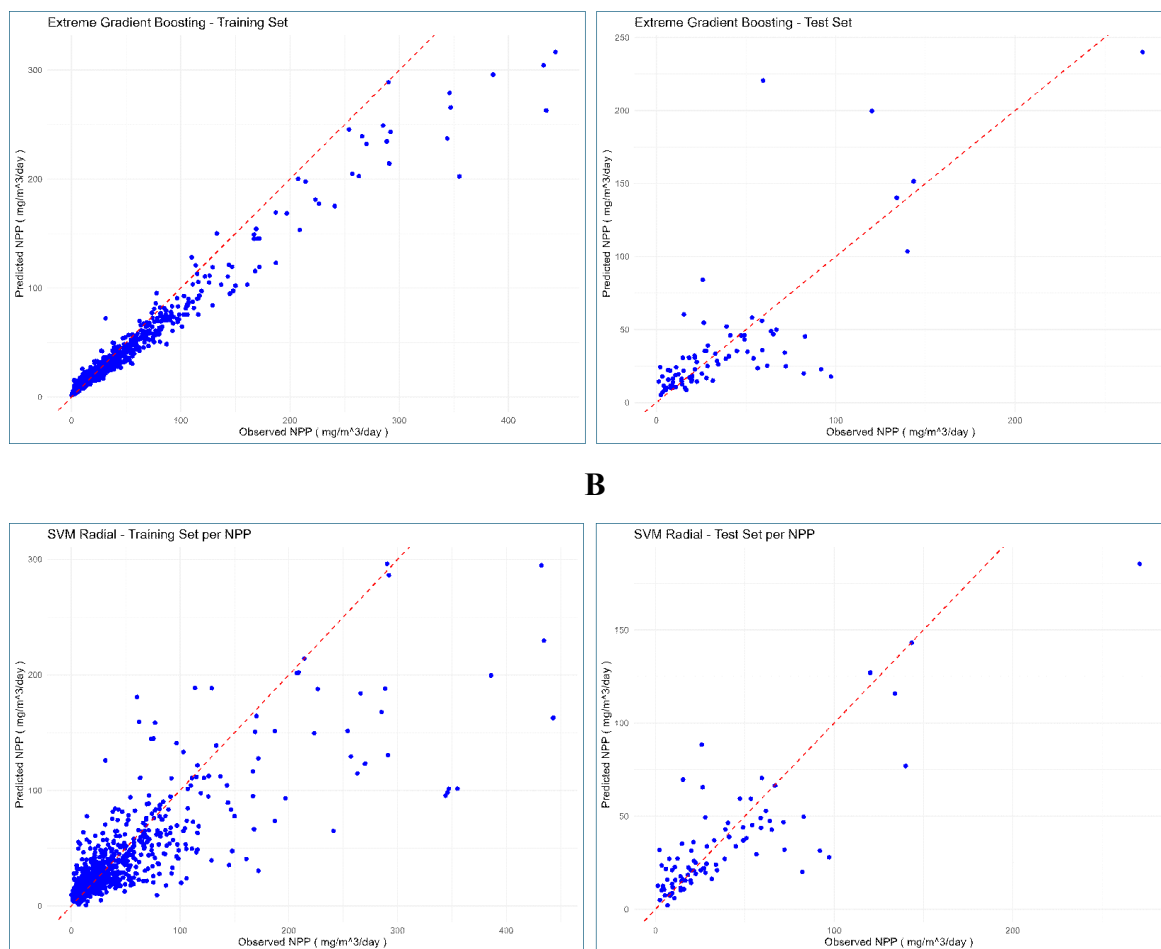 Extreme Gradient Boosting - Training Set
Predicted NPP ( mg/m^3/day )
300
200
100
0
0 100 200 300 400
Observed NPP ( mg/m^3/day )
Extreme Gradient Boosting - Test Set
Predicted NPP ( mg/m^3/day )
250
200
150
100
50
0
0 100 200
Observed NPP ( mg/m^3/day )
B
SVM Radial - Training Set per NPP
Predicted NPP ( mg/m^3/day )
300
200
100
0
0 100 200 300 400
Observed NPP ( mg/m^3/day )
SVM Radial - Test Set per NPP
Predicted NPP ( mg/m^3/day )
150
100
50
0
0 100 200
Observed NPP ( mg/m^3/day )